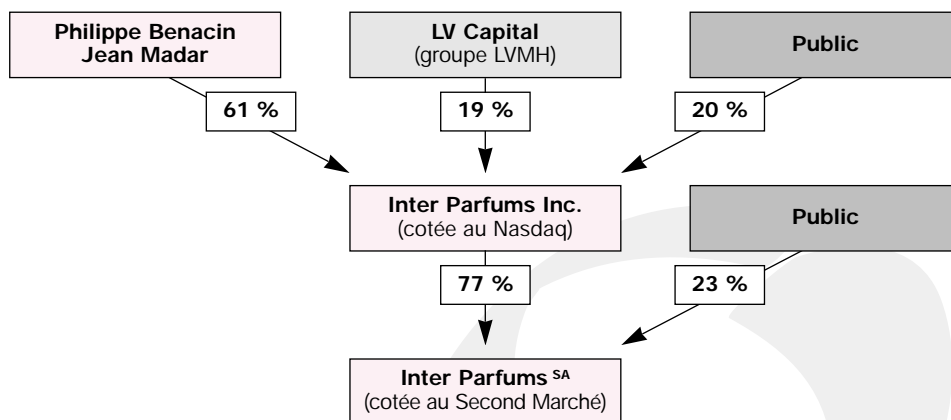 Philippe Benacin
Jean Madar
LV Capital
(groupe LVMH)
Public
61 %
19 %
20 %
Inter Parfums Inc.
(cotée au Nasdaq)
Public
77 %
23 %
Inter Parfums SA
(cotée au Second Marché)